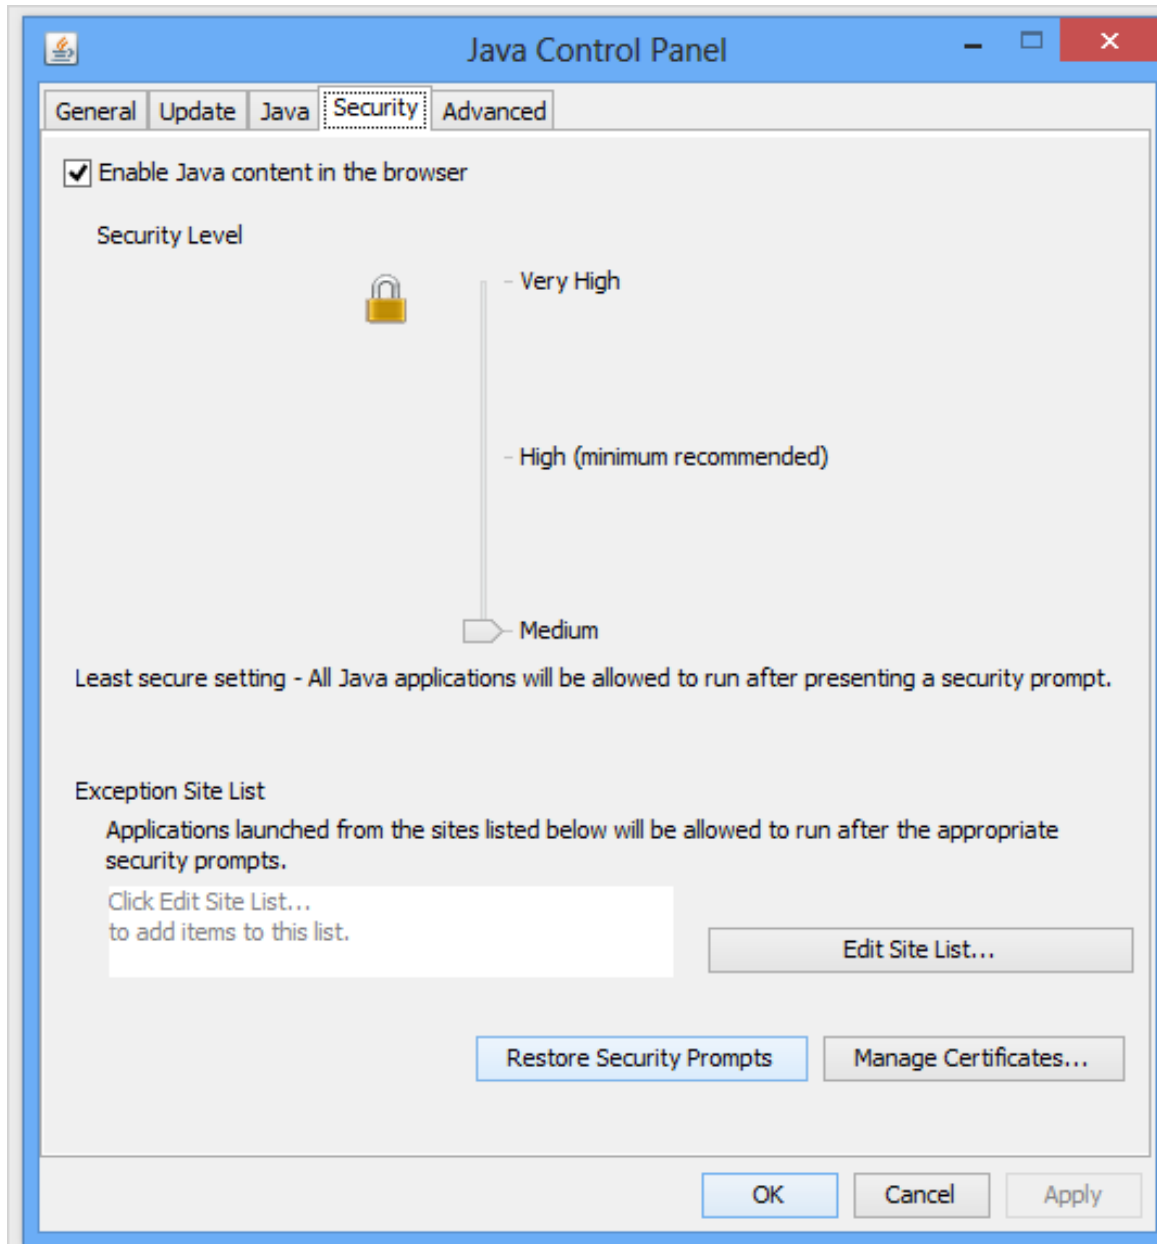 Java Control Panel
General Update Java Security Advanced
Enable Java content in the browser
Security Level
Very High
High (minimum recommended)
Medium
Least secure setting - All Java applications will be allowed to run after presenting a security prompt.
Exception Site List
Applications launched from the sites listed below will be allowed to run after the appropriate
security prompts.
Click Edit Site List...
to add items to this list.
Edit Site List...
Restore Security Prompts Manage Certificates...
OK Cancel Apply